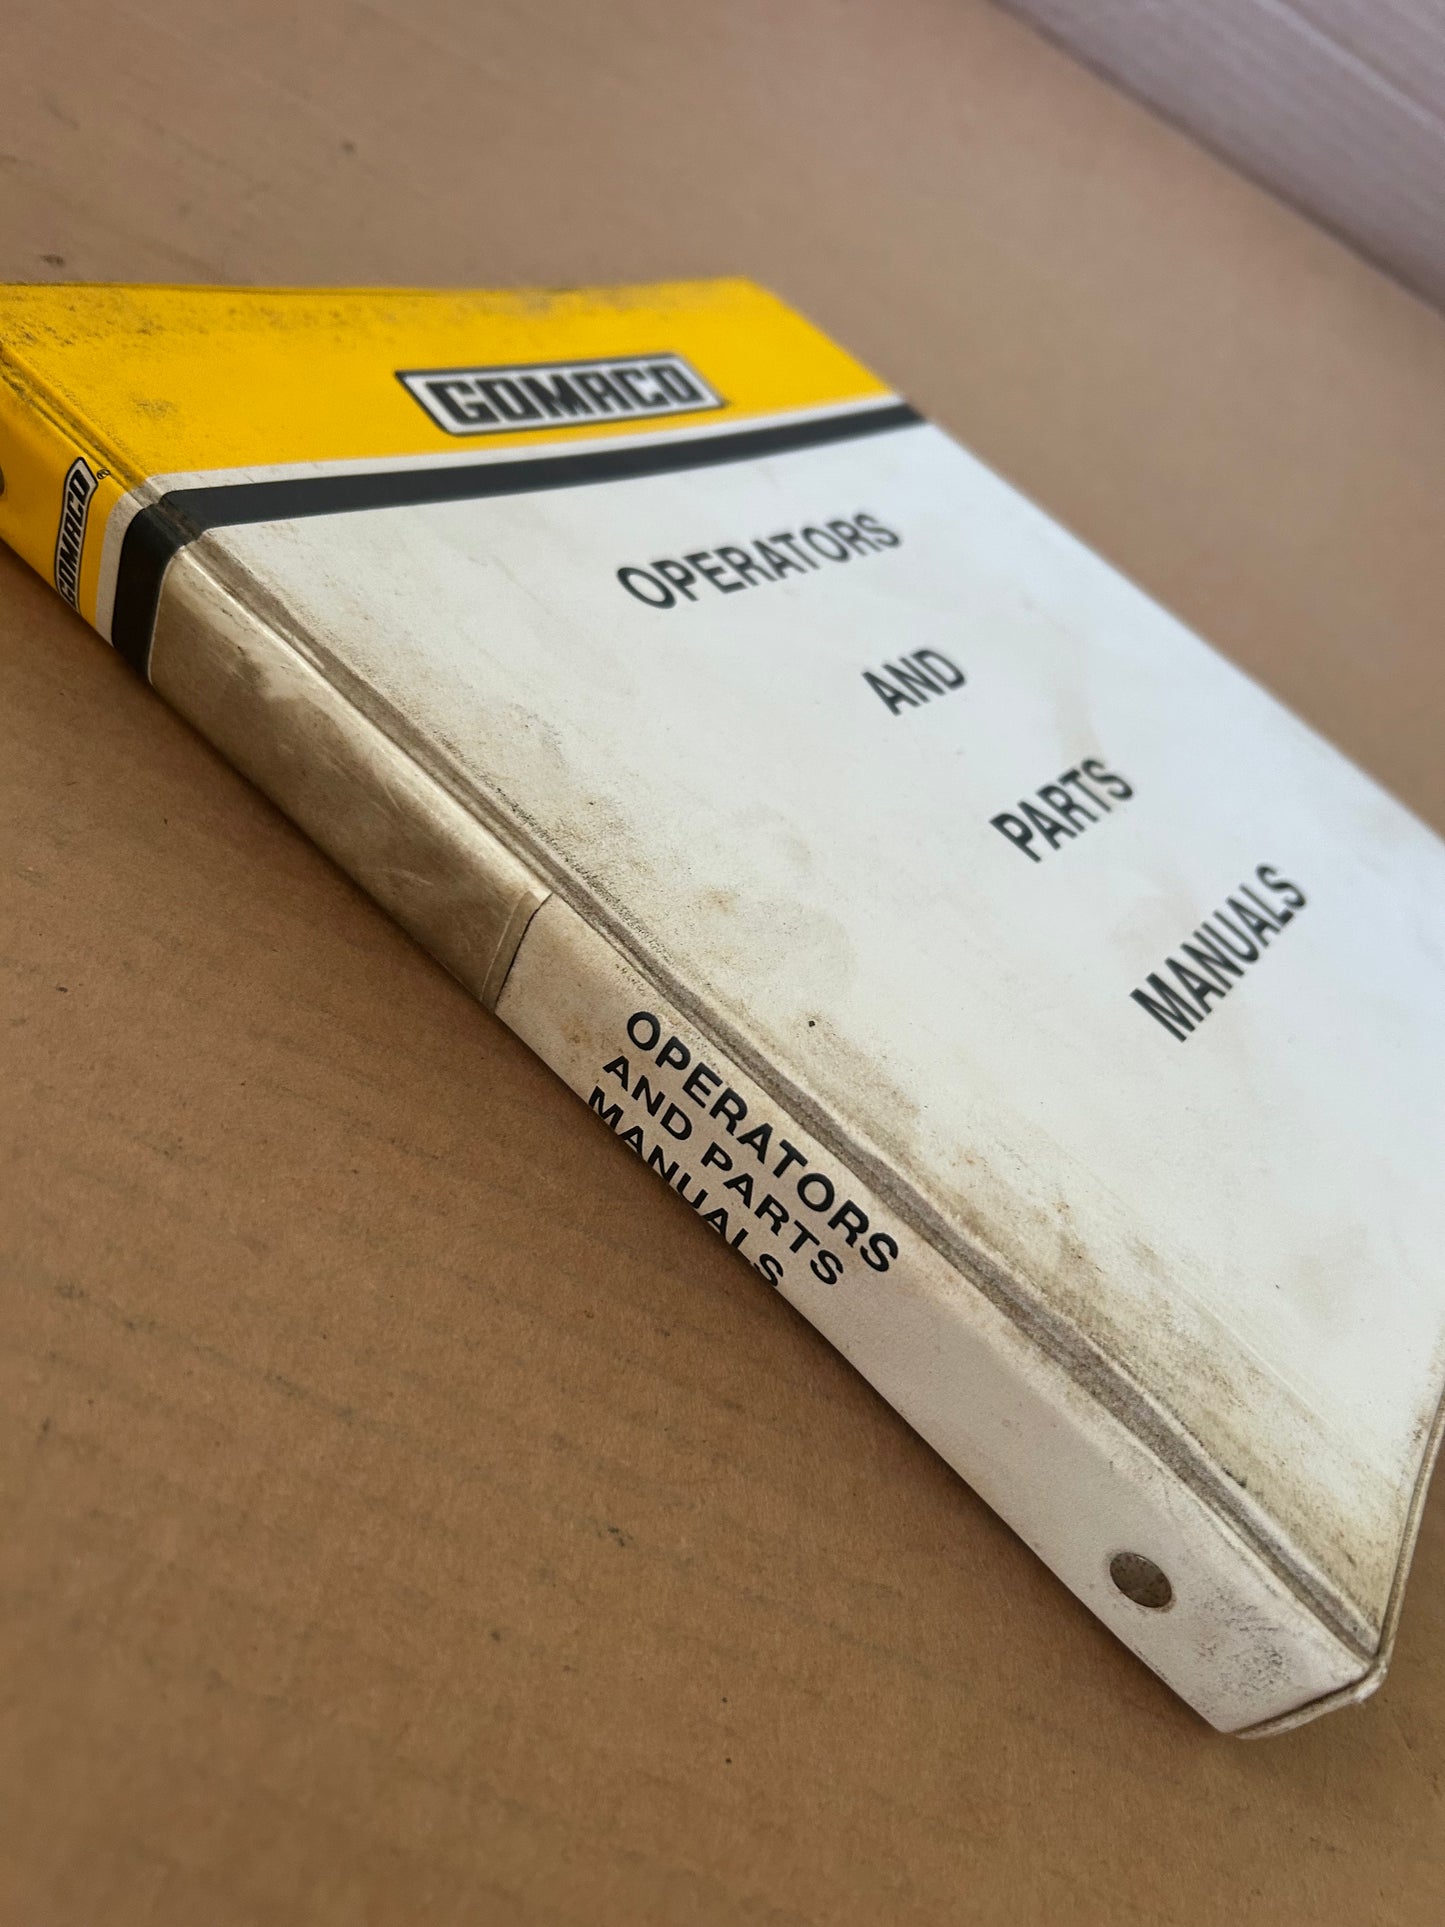 GOMACO
OPERATORS
AND
PARTS
MANUALS
GOMACO®
OPERATORS
AND PARTS
MANUALS